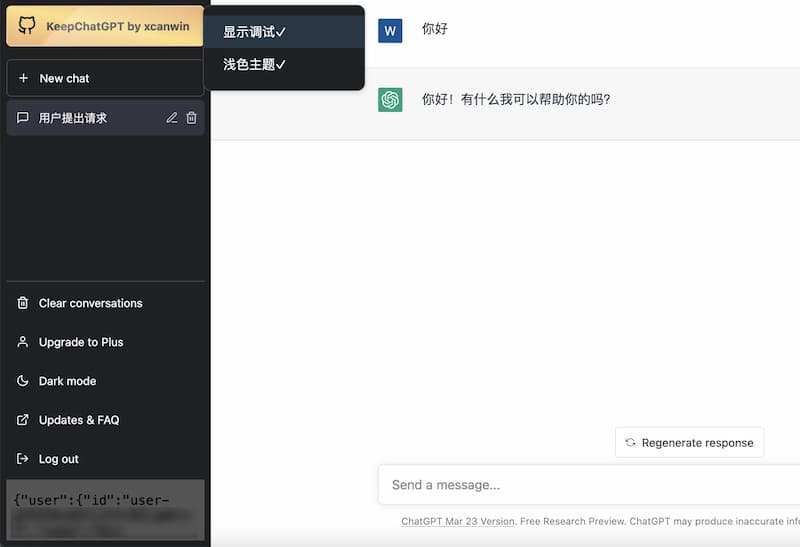 KeepChatGPT by xcanwin
显示调试✓
浅色主题✓
New chat
用户提出请求
Clear conversations
Upgrade to Plus
Dark mode
Updates & FAQ
Log out
{"user":{"id":"user-
W
你好
你好！有什么我可以帮助你的吗？
Regenerate response
Send a message...
ChatGPT Mar 23 Version. Free Research Preview. ChatGPT may produce inaccurate